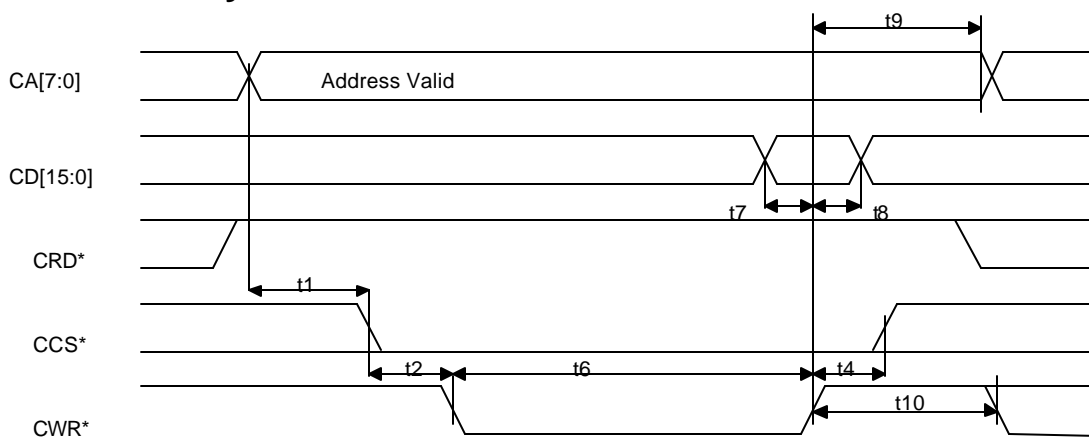 t9
CA[7:0]
Address Valid
CD[15:0]
t7
t8
CRD*
t1
CCS*
t2
t6
t4
t10
CWR*